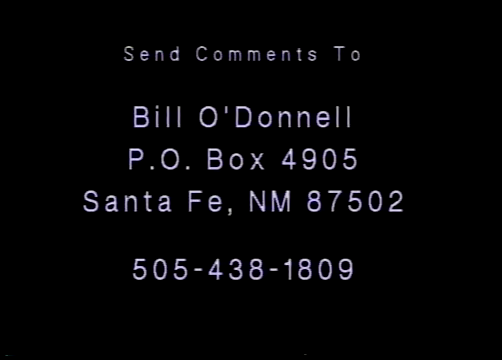 Send Comments To
Bill O'Donnell
P.O. Box 4905
Santa Fe, NM 87502
505-438-1809